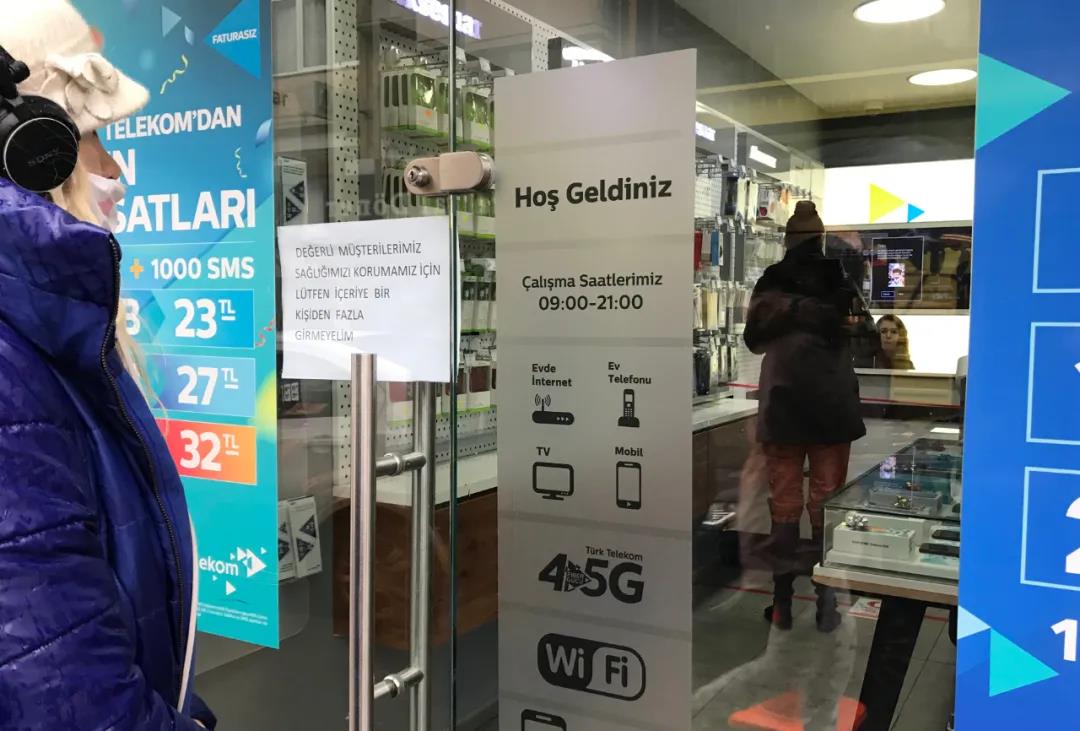 FATURASIZ
TELEKOM'DAN
SATLARI
+ 1000 SMS
23 TL
27 TL
32 TL
ekom
SONY
DEĞERLİ MÜŞTERİLERİMİZ
SAĞLIĞIMIZI KORUMAMIZ İÇİN
LÜTFEN İÇERİYE BİR
KİŞİDEN FAZLA
GİRMEYELİM
Hoş Geldiniz
Çalışma Saatlerimiz
09:00-21:00
Evde
İnternet
Ev
Telefonu
TV
Mobil
Türk Telekom
4.5G
Wi Fi